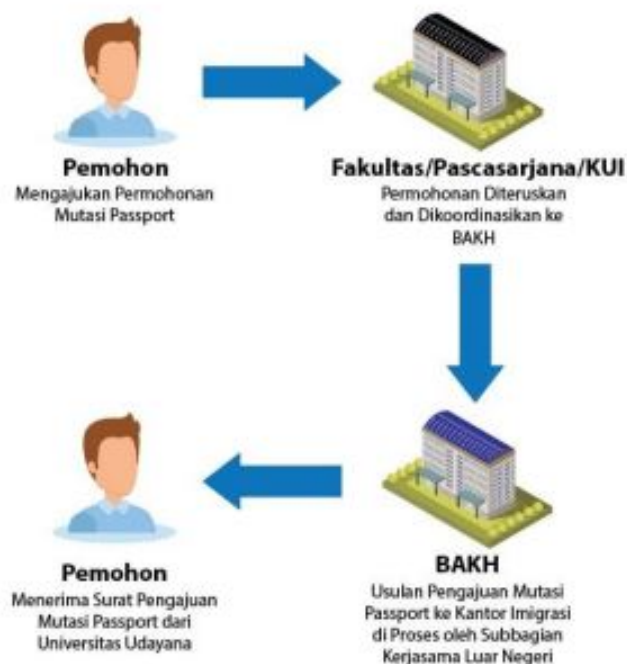 Pemohon
Mengajukan Permohonan
Mutasi Passport
Fakultas/Pascasarjana/KUI
Permohonan Diteruskan
dan Dikoordinasikan ke
BAKH
BAKH
Usulan Pengajuan Mutasi
Passport ke Kantor Imigrasi
di Proses oleh Subbagian
Kerjasama Luar Negeri
Pemohon
Menerima Surat Pengajuan
Mutasi Passport dari
Universitas Udayana